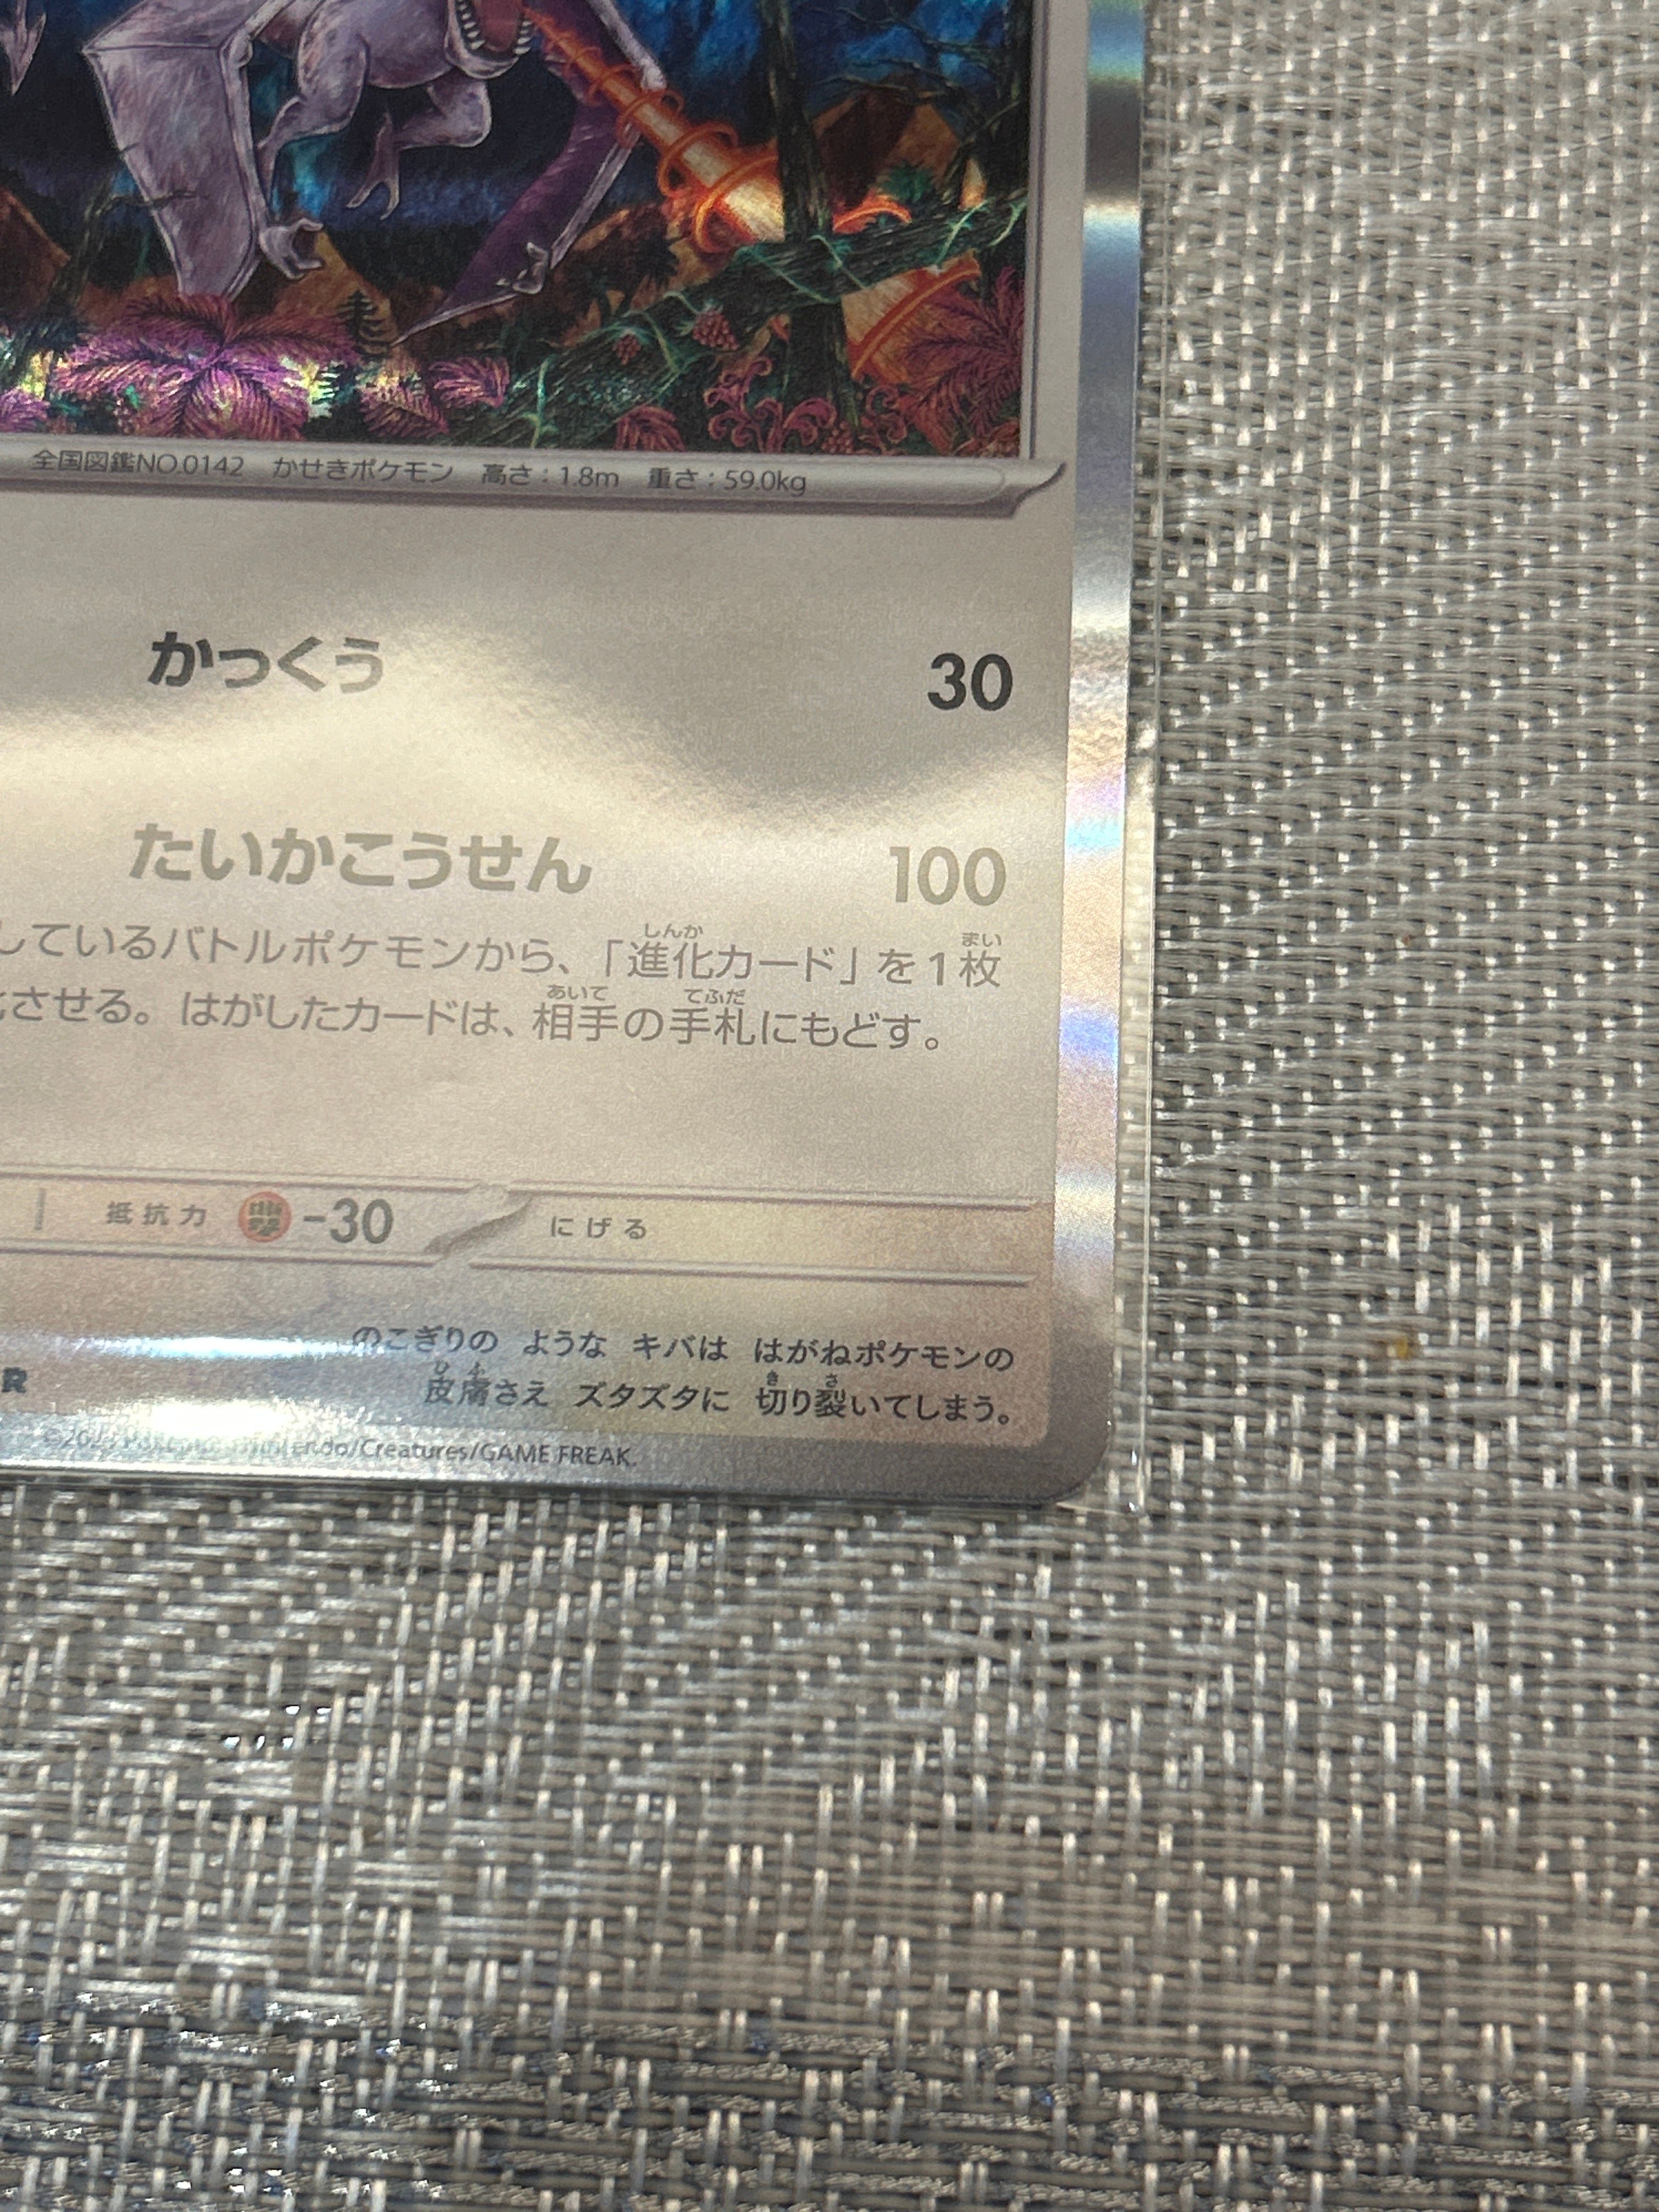 全国図鑑NO.0142 かせきポケモン 高さ：1.8m 重さ：59.0kg
かっくう 30
たいかこうせん 100
しんか まい
しているバトルポケモンから、「進化カード」を1枚
あいて てふだ
させる。はがしたカードは、相手の手札にもどす。
抵抗力 -30 にげる
のこぎりの ような キバは はがねポケモンの
ひふ き さ
皮膚さえ ズタズタに 切り裂いてしまう。
R
/Creatures/GAME FREAK.